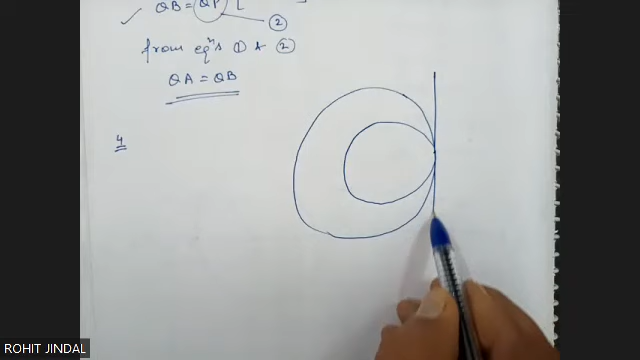 QB = QP [
②
from eqⁿs ① & ②
QA = QB
4
ROHIT JINDAL